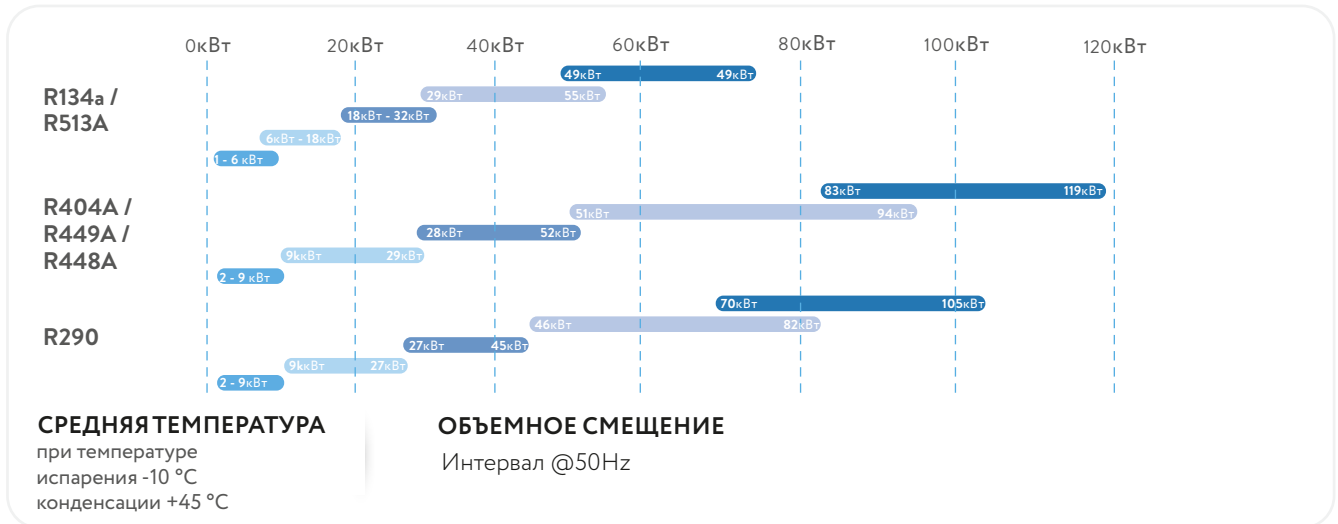 0кВт 20кВт 40кВт 60кВт 80кВт 100кВт 120кВт
R134a /
R513A
49кВт 49кВт
29кВт 55кВт
18кВт - 32кВт
6кВт - 18кВт
1 - 6 кВт
R404A /
R449A /
R448A
83кВт 119кВт
51кВт 94кВт
28кВт 52кВт
9kкВт 29кВт
2 - 9 кВт
R290
70кВт 105кВт
46кВт 82кВт
27кВт 45кВт
9kкВт 27кВт
2 - 9кВт
СРЕДНЯЯ ТЕМПЕРАТУРА
при температуре
испарения -10 °C
конденсации +45 °C
ОБЪЕМНОЕ СМЕЩЕНИЕ
Интервал @50Hz